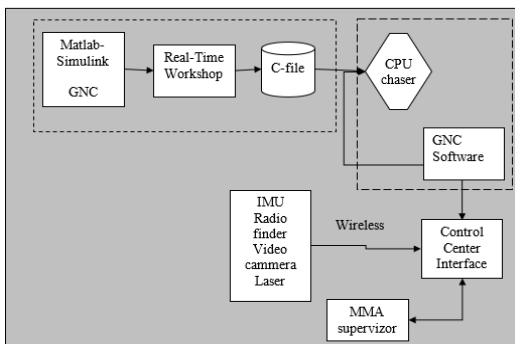 Matlab-
Simulink
GNC
Real-Time
Workshop
C-file
CPU
chaser
GNC
Software
IMU
Radio
finder
Video
cammera
Laser
Wireless
Control
Center
Interface
MMA
supervizor